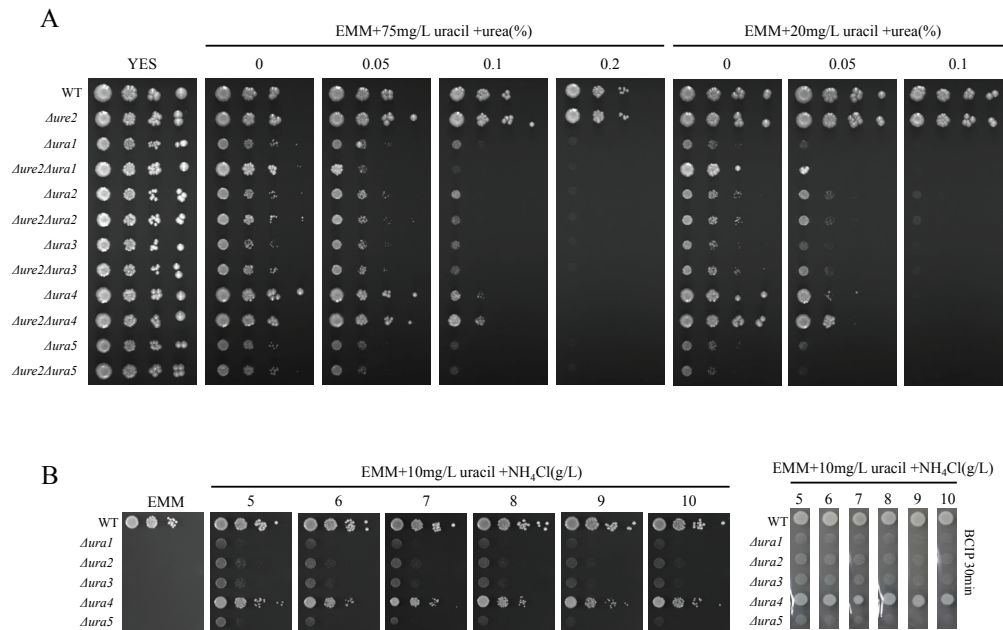 A
EMM+75mg/L uracil +urea(%)
EMM+20mg/L uracil +urea(%)
YES
0
0.05
0.1
0.2
0
0.05
0.1
WT
Δure2
Δura1
Δure2Δura1
Δura2
Δure2Δura2
Δura3
Δure2Δura3
Δura4
Δure2Δura4
Δura5
Δure2Δura5
B
EMM+10mg/L uracil +NH₄Cl(g/L)
EMM
5
6
7
8
9
10
WT
Δura1
Δura2
Δura3
Δura4
Δura5
EMM+10mg/L uracil +NH₄Cl(g/L)
5
6
7
8
9
10
WT
Δura1
Δura2
Δura3
Δura4
Δura5
BCIP 30min